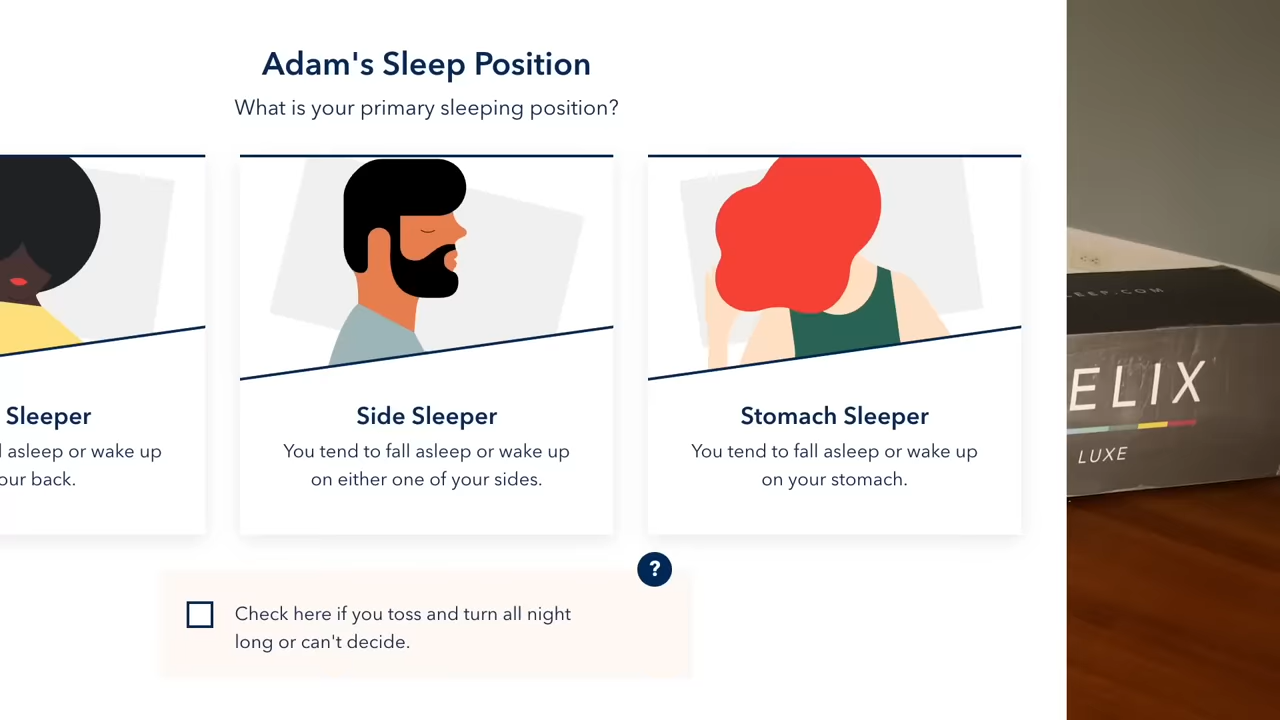 Adam's Sleep Position
What is your primary sleeping position?
Sleeper
asleep or wake up
your back.
Side Sleeper
You tend to fall asleep or wake up
on either one of your sides.
Stomach Sleeper
You tend to fall asleep or wake up
on your stomach.
?
Check here if you toss and turn all night
long or can't decide.
LEEP.COM
ELIX
LUXE